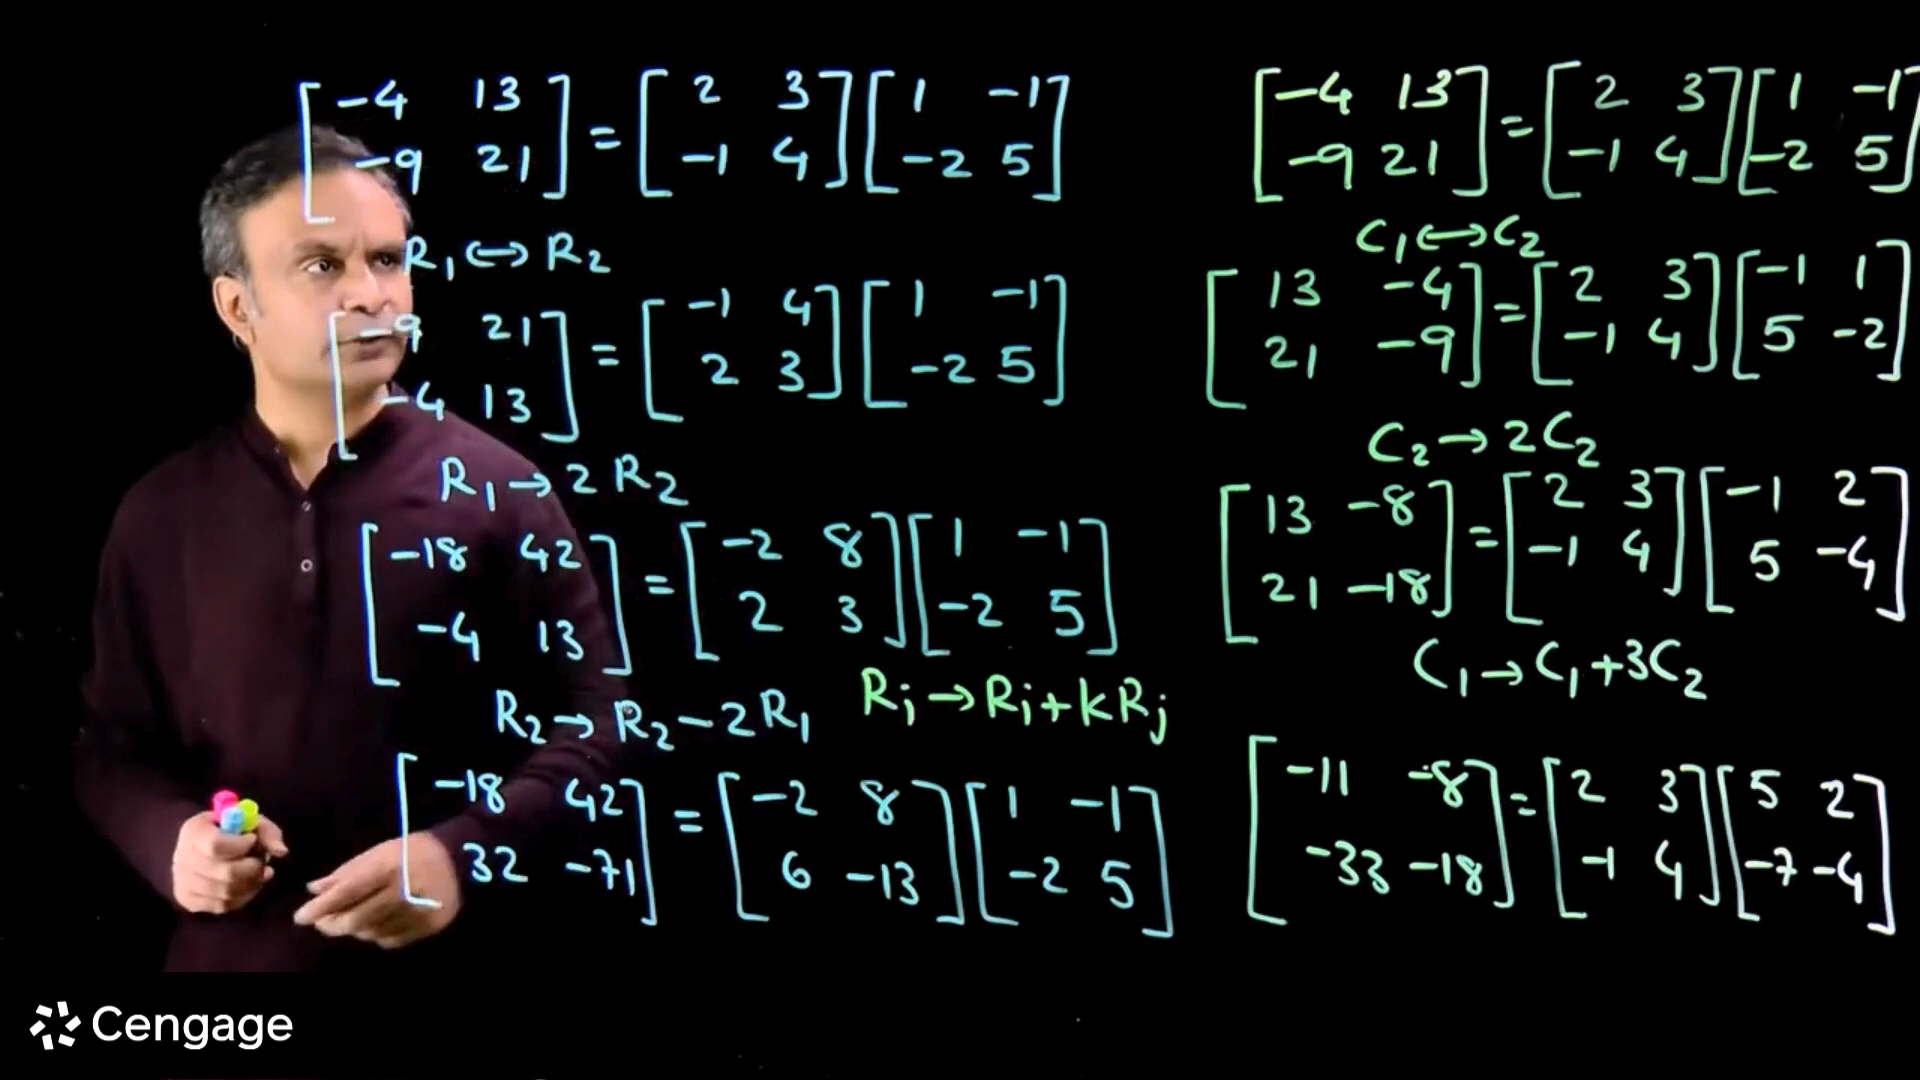 [-4 13] = [2 3] [1 -1]
[-9 21] [-1 4] [-2 5]
R₁ ↔ R₂
[-9 21] = [-1 4] [1 -1]
[-4 13] [2 3] [-2 5]
R₁ → 2 R₂
[-18 42] = [-2 8] [1 -1]
[-4 13] [2 3] [-2 5]
R₂ → R₂ - 2R₁
Rᵢ → Rᵢ + kRⱼ
[-18 42] = [-2 8] [1 -1]
[32 -71] [6 -13] [-2 5]
[-4 13] = [2 3] [1 -1]
[-9 21] [-1 4] [-2 5]
C₁ ↔ C₂
[13 -4] = [2 3] [-1 1]
[21 -9] [-1 4] [5 -2]
C₂ → 2C₂
[13 -8] = [2 3] [-1 2]
[21 -18] [-1 4] [5 -4]
C₁ → C₁ + 3C₂
[-11 -8] = [2 3] [5 2]
[-33 -18] [-1 4] [-7 -4]
Cengage